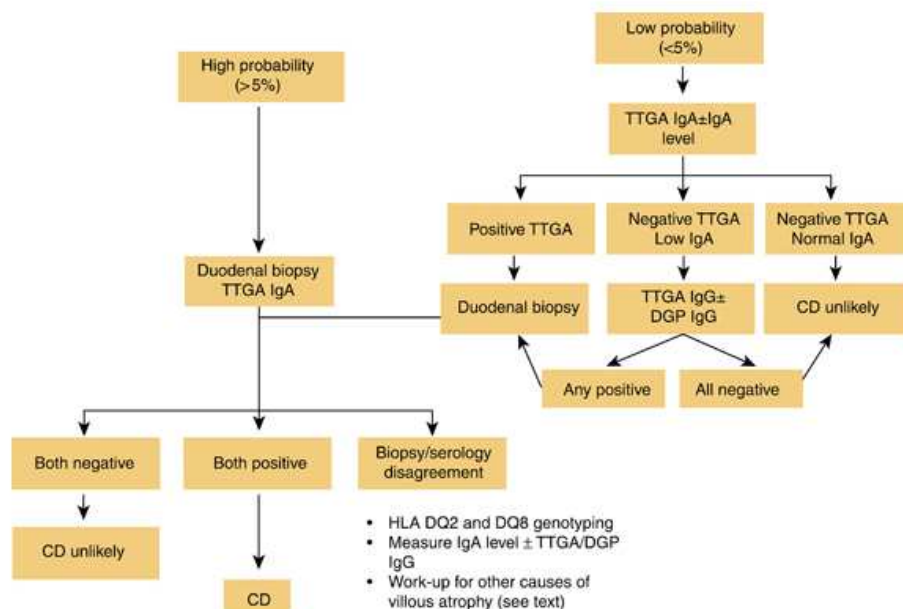 Low probability
(<5%)
High probability
(>5%)
TTGA IgA±IgA
level
Positive TTGA
Negative TTGA
Low IgA
Negative TTGA
Normal IgA
Duodenal biopsy
TTGA IgA
Duodenal biopsy
TTGA IgG±
DGP IgG
CD unlikely
Any positive
All negative
Both negative
Both positive
Biopsy/serology
disagreement
CD unlikely
CD
• HLA DQ2 and DQ8 genotyping
• Measure IgA level ± TTGA/DGP
IgG
• Work-up for other causes of
villous atrophy (see text)